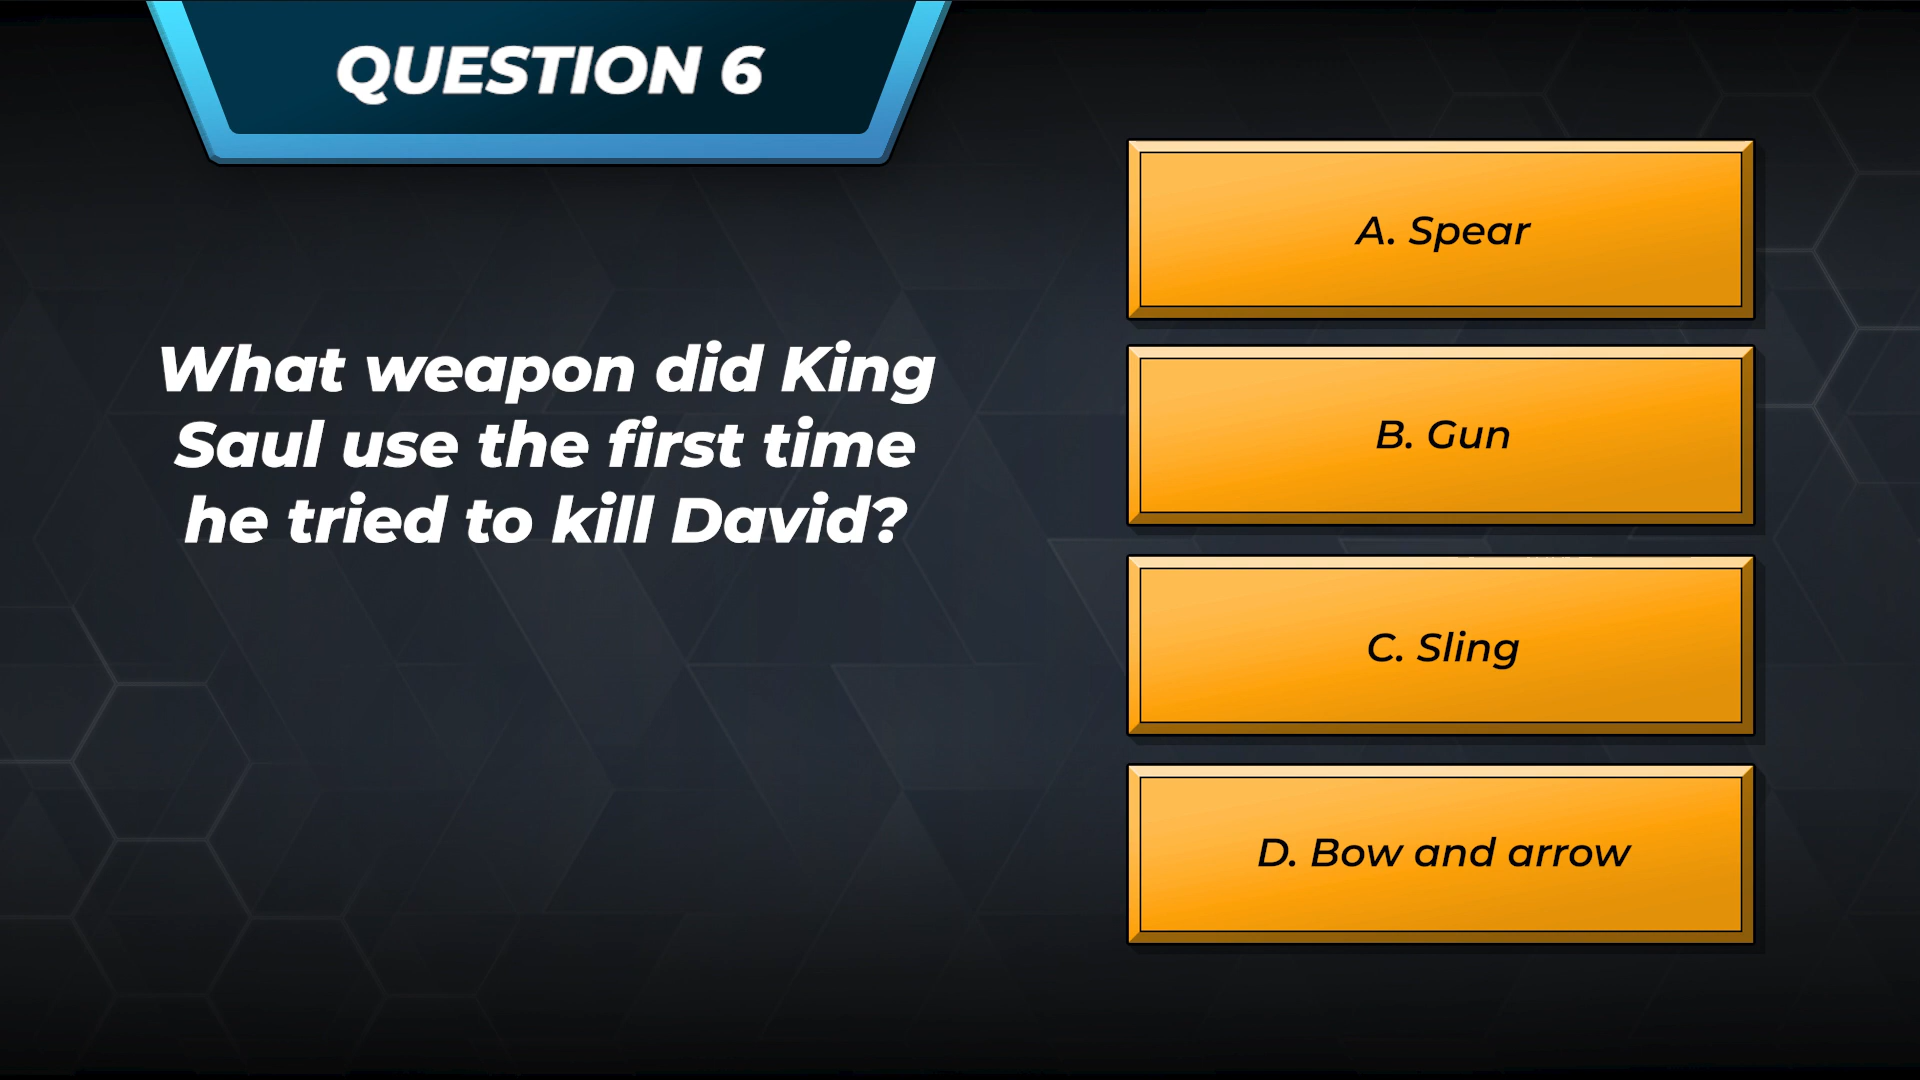 QUESTION 6
What weapon did King
Saul use the first time
he tried to kill David?
A. Spear
B. Gun
C. Sling
D. Bow and arrow